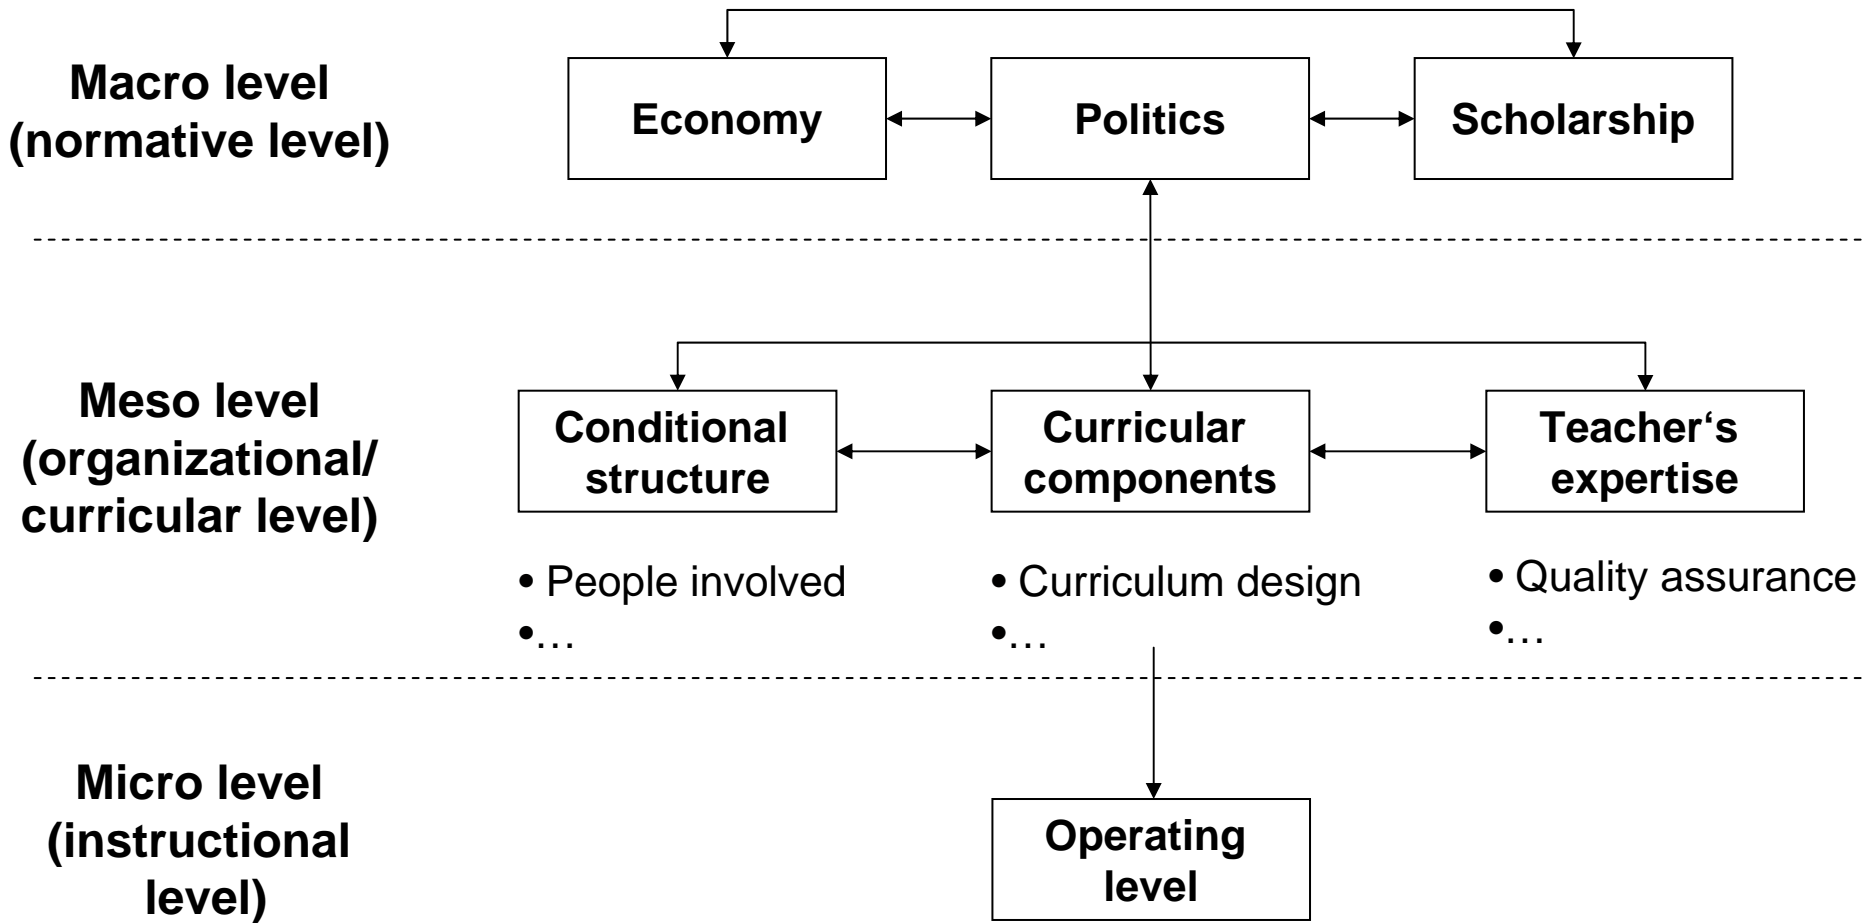 Macro level
(normative level)
Economy
Politics
Scholarship
Meso level
(organizational/
curricular level)
Conditional
structure
Curricular
components
Teacher‘s
expertise
• People involved
•…
• Curriculum design
•…
• Quality assurance
•…
Micro level
(instructional
level)
Operating
level